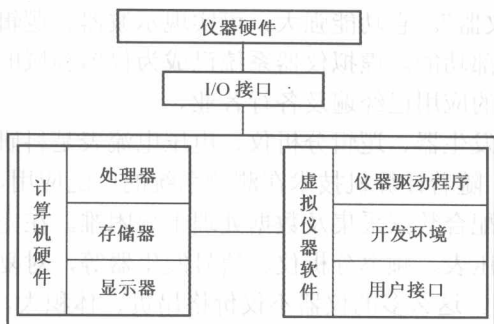 仪器硬件
I/O 接口
计算机硬件
处理器
存储器
显示器
虚拟仪器软件
仪器驱动程序
开发环境
用户接口